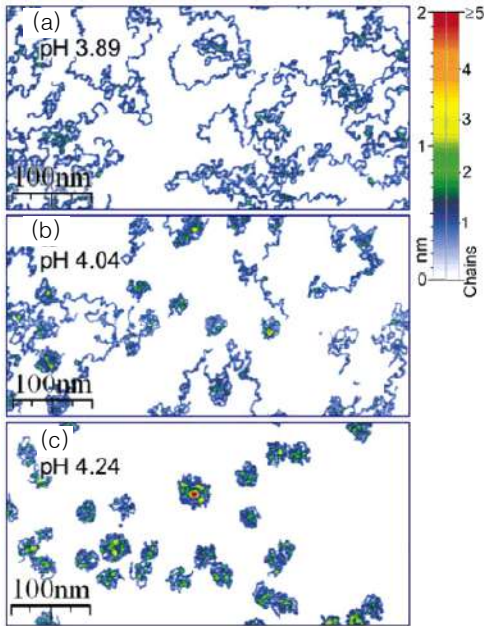 (a)
pH 3.89
100nm
(b)
pH 4.04
100nm
(c)
pH 4.24
100nm
2
≥5
4
3
1
2
1
0
nm
Chains